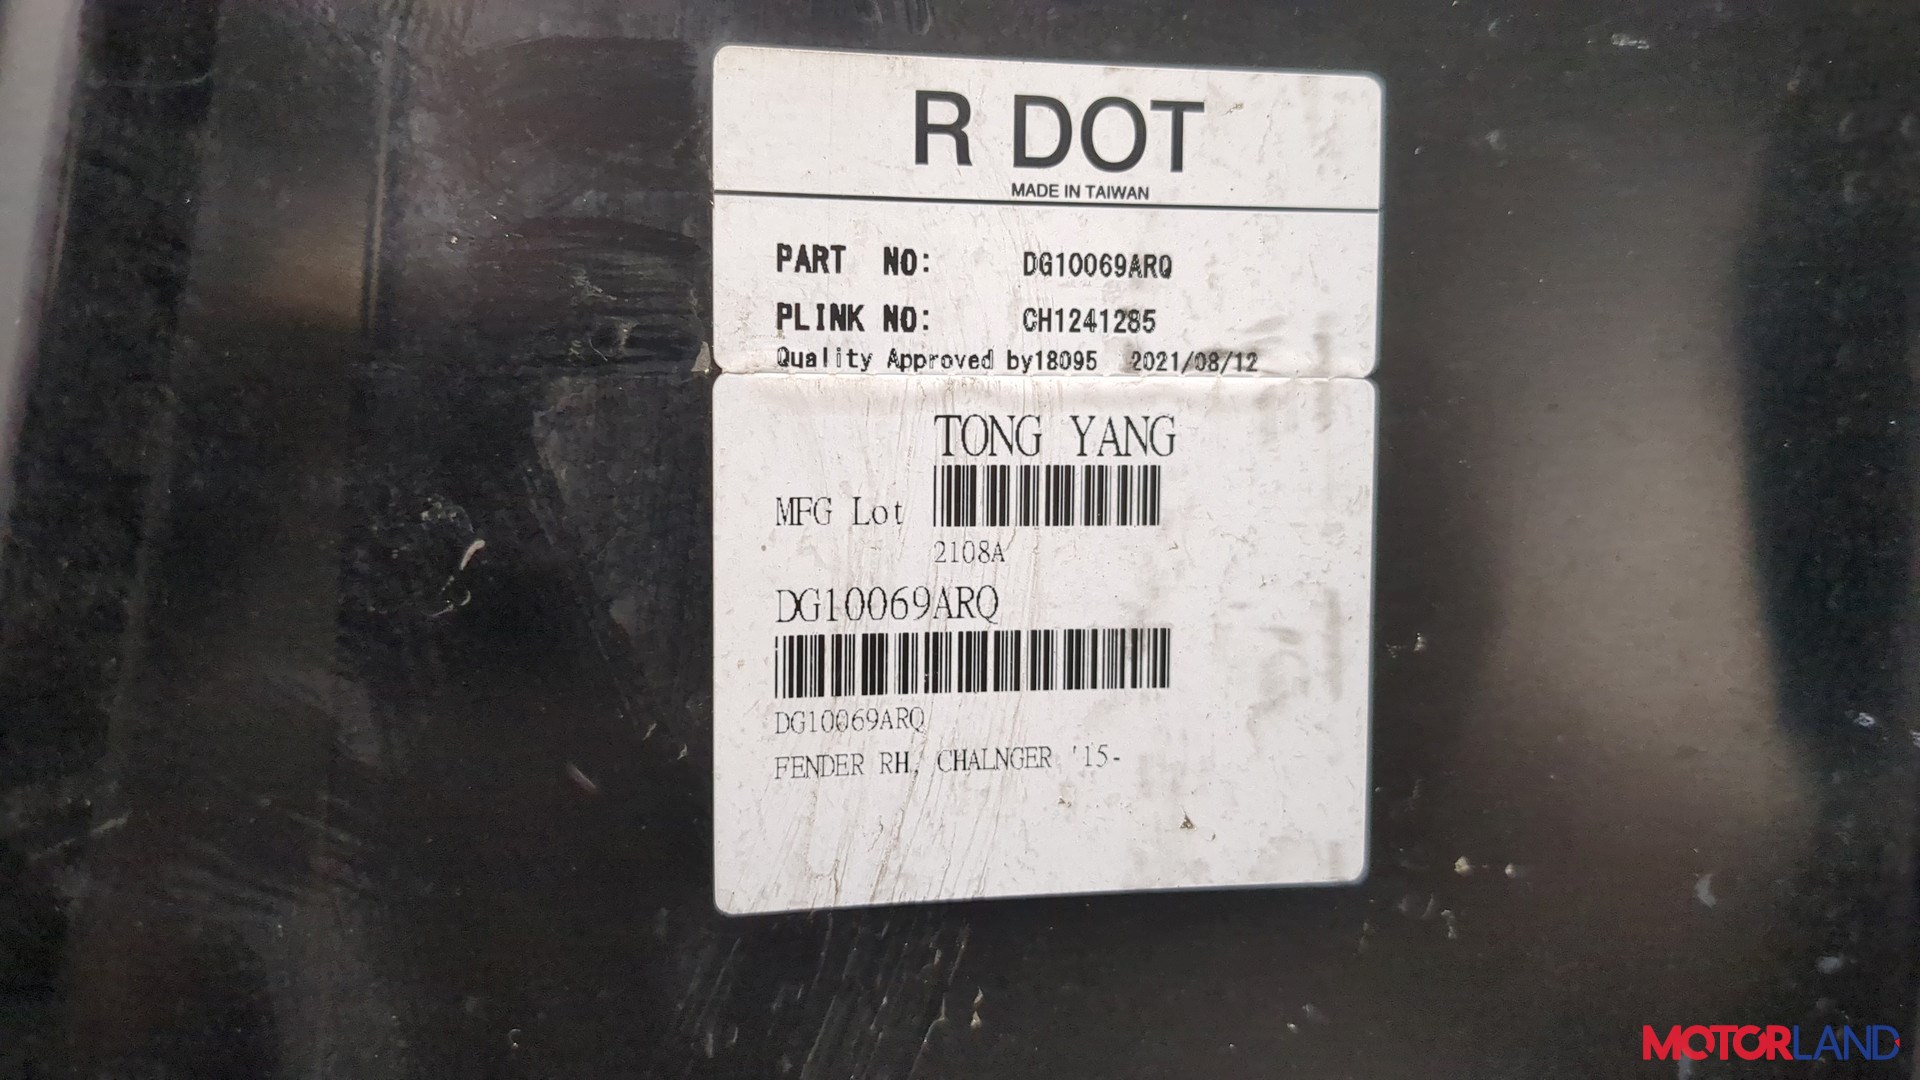 R DOT
MADE IN TAIWAN
PART NO: DG10069ARQ
PLINK NO: CH1241285
Quality Approved by18095 2021/08/12
TONG YANG
MFG Lot
2108A
DG10069ARQ
DG10069ARQ
FENDER RH, CHALNGER '15-
MOTORLAND